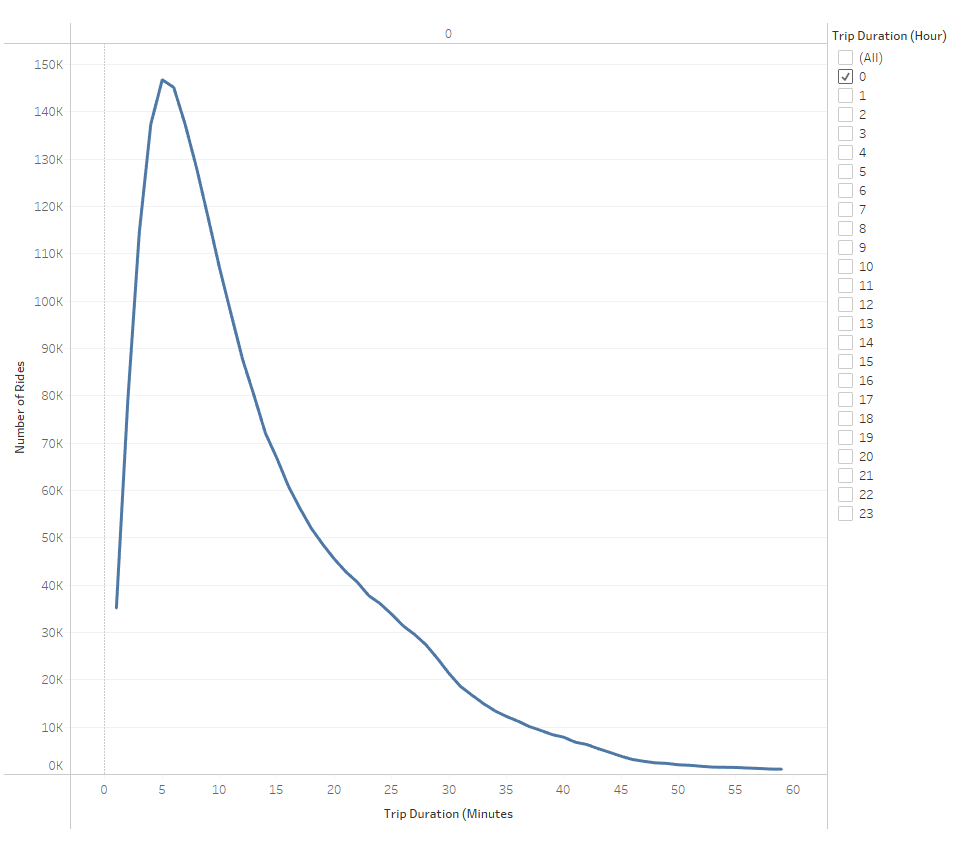 0
150K
140K
130K
120K
110K
100K
90K
80K
70K
60K
50K
40K
30K
20K
10K
0K
Number of Rides
0 5 10 15 20 25 30 35 40 45 50 55 60
Trip Duration (Minutes
Trip Duration (Hour)
(All)
0
1
2
3
4
5
6
7
8
9
10
11
12
13
14
15
16
17
18
19
20
21
22
23